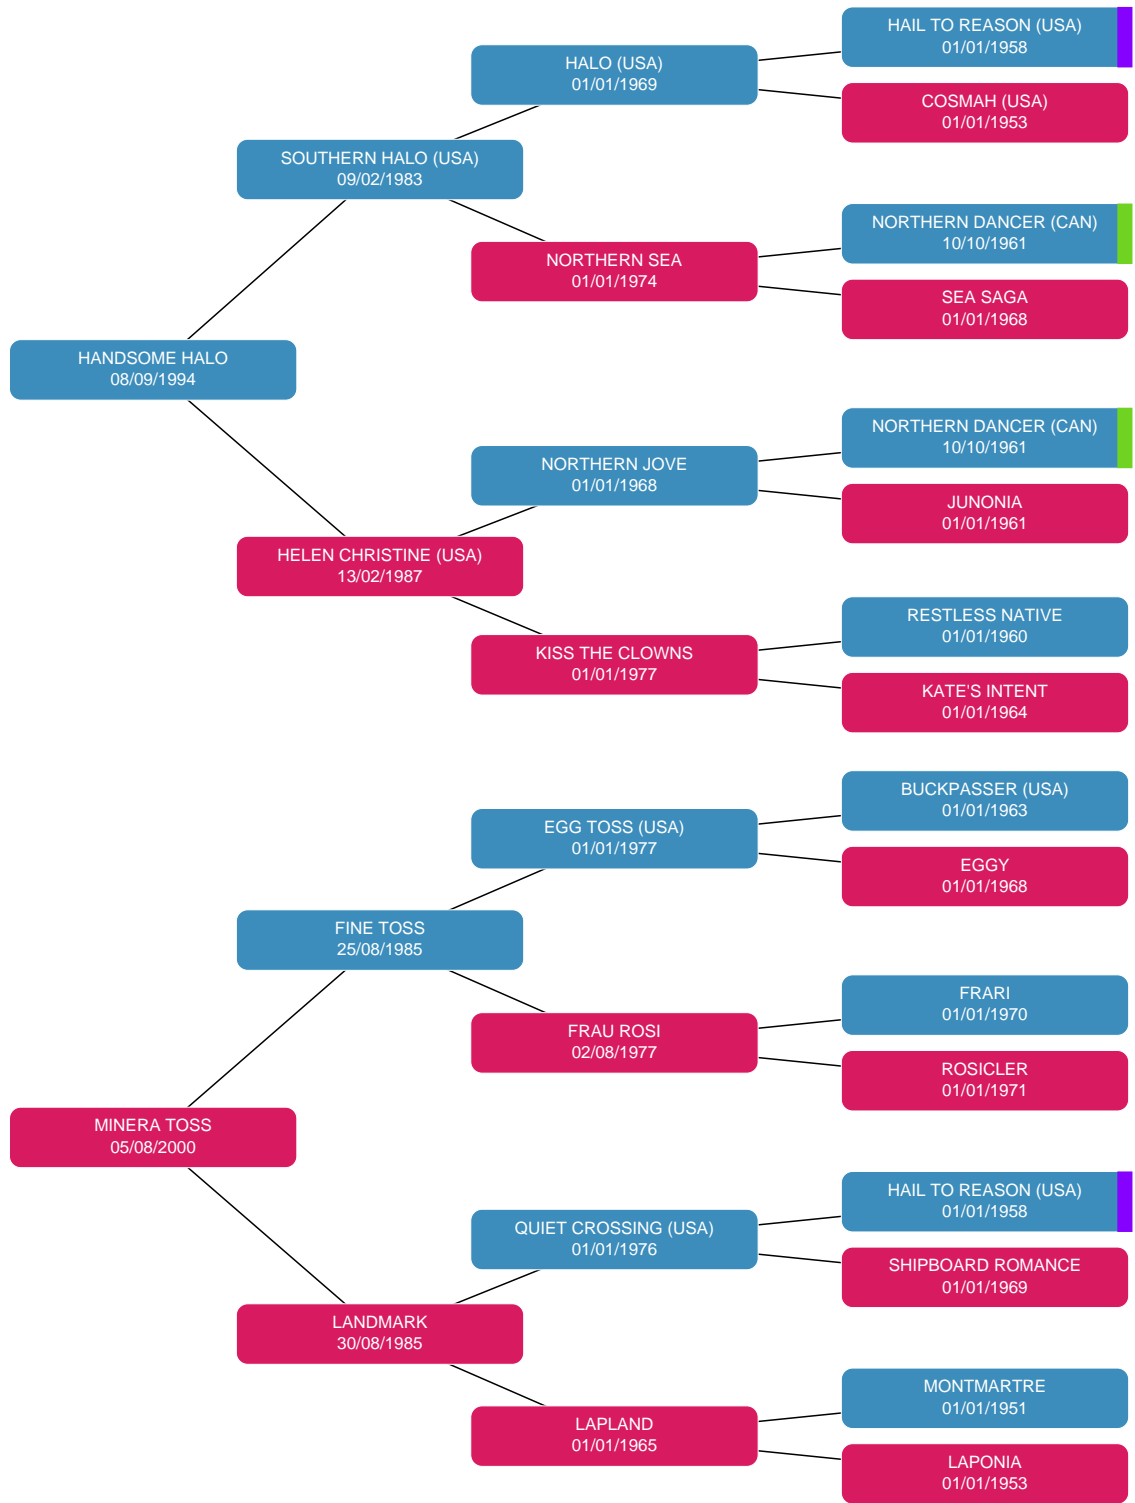 HAIL TO REASON (USA)
01/01/1958
HALO (USA)
01/01/1969
COSMAH (USA)
01/01/1953
SOUTHERN HALO (USA)
09/02/1983
NORTHERN DANCER (CAN)
10/10/1961
NORTHERN SEA
01/01/1974
SEA SAGA
01/01/1968
HANDSOME HALO
08/09/1994
NORTHERN DANCER (CAN)
10/10/1961
NORTHERN JOVE
01/01/1968
JUNONIA
01/01/1961
HELEN CHRISTINE (USA)
13/02/1987
RESTLESS NATIVE
01/01/1960
KISS THE CLOWNS
01/01/1977
KATE'S INTENT
01/01/1964
BUCKPASSER (USA)
01/01/1963
EGG TOSS (USA)
01/01/1977
EGGY
01/01/1968
FINE TOSS
25/08/1985
FRARI
01/01/1970
FRAU ROSI
02/08/1977
ROSICLER
01/01/1971
MINERA TOSS
05/08/2000
HAIL TO REASON (USA)
01/01/1958
QUIET CROSSING (USA)
01/01/1976
SHIPBOARD ROMANCE
01/01/1969
LANDMARK
30/08/1985
MONTMARTRE
01/01/1951
LAPLAND
01/01/1965
LAPONIA
01/01/1953